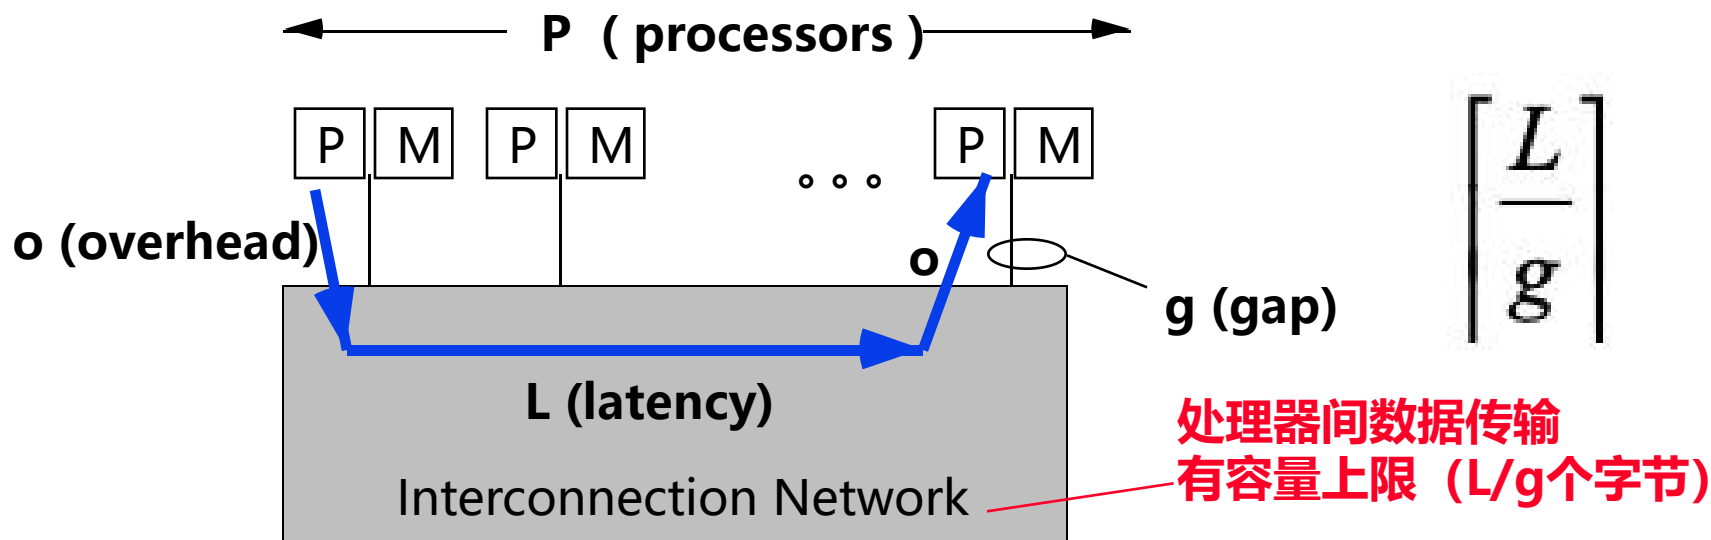 P ( processors )
P M P M P M
o (overhead)
o
g (gap)
L (latency)
Interconnection Network
L
g
处理器间数据传输
有容量上限（L/g个字节）